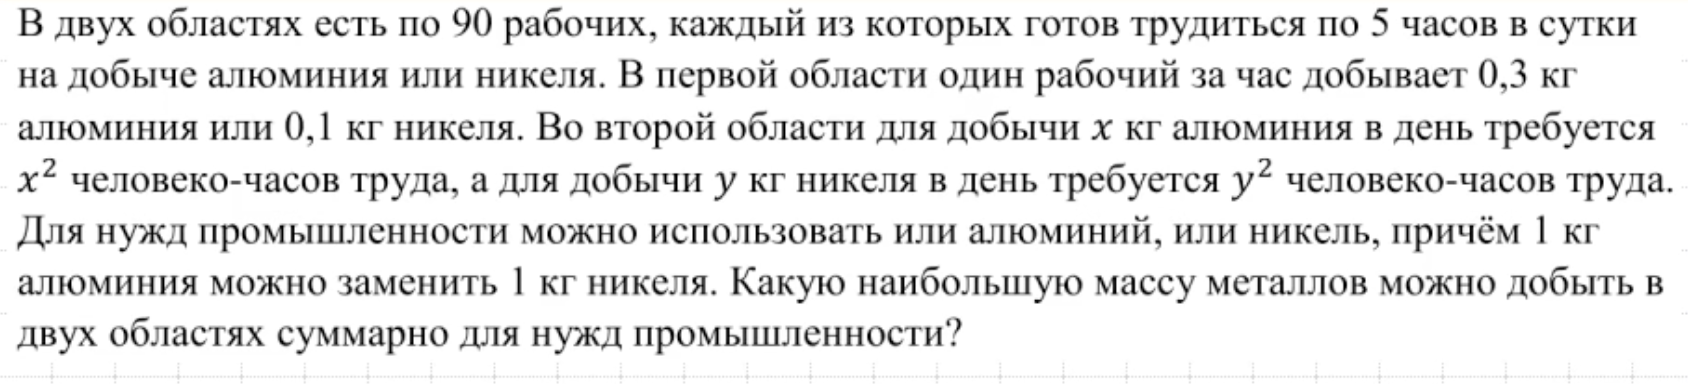 В двух областях есть по 90 рабочих, каждый из которых готов трудиться по 5 часов в сутки
на добыче алюминия или никеля. В первой области один рабочий за час добывает 0,3 кг
алюминия или 0,1 кг никеля. Во второй области для добычи x кг алюминия в день требуется
x² человеко-часов труда, а для добычи y кг никеля в день требуется y² человеко-часов труда.
Для нужд промышленности можно использовать или алюминий, или никель, причём 1 кг
алюминия можно заменить 1 кг никеля. Какую наибольшую массу металлов можно добыть в
двух областях суммарно для нужд промышленности?